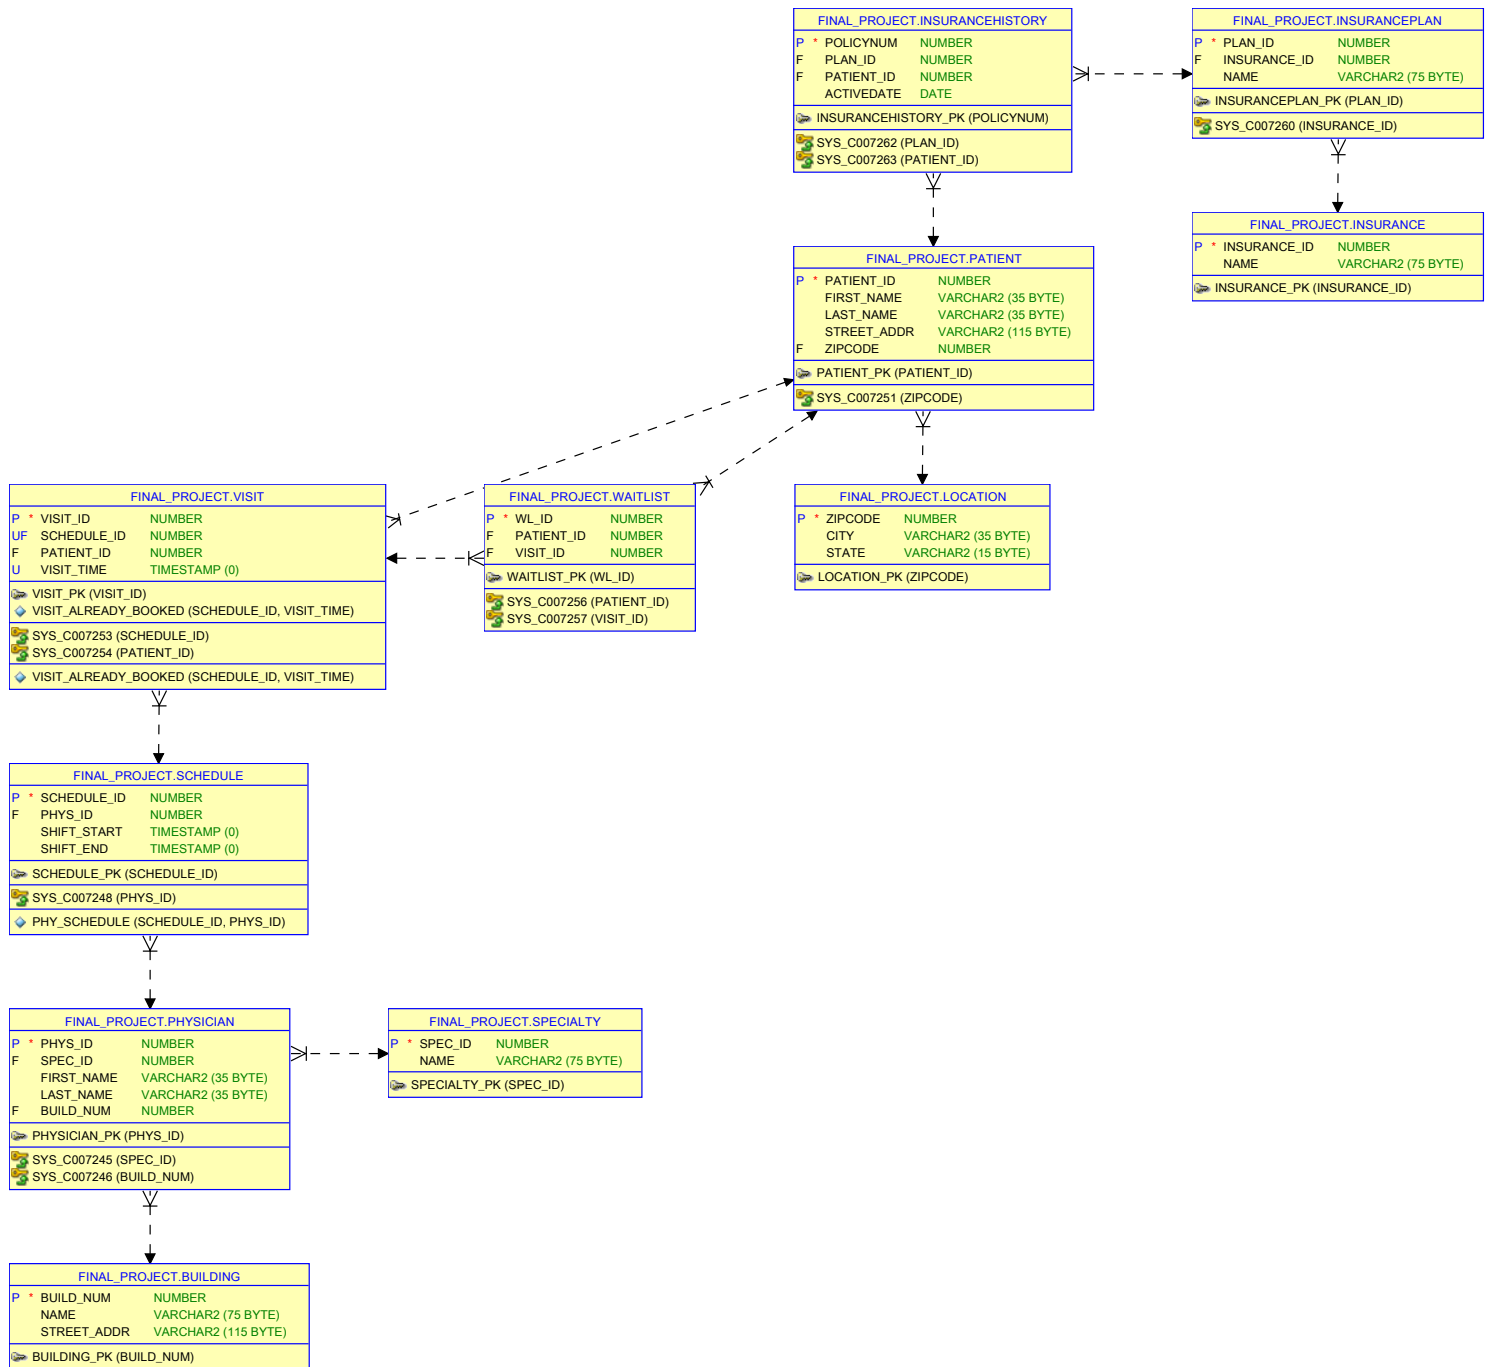 FINAL_PROJECT.INSURANCEHISTORY
P * POLICYNUM NUMBER
F PLAN_ID NUMBER
F PATIENT_ID NUMBER
ACTIVEDATE DATE
INSURANCEHISTORY_PK (POLICYNUM)
SYS_C007262 (PLAN_ID)
SYS_C007263 (PATIENT_ID)
FINAL_PROJECT.INSURANCEPLAN
P * PLAN_ID NUMBER
F INSURANCE_ID NUMBER
NAME VARCHAR2 (75 BYTE)
INSURANCEPLAN_PK (PLAN_ID)
SYS_C007260 (INSURANCE_ID)
FINAL_PROJECT.INSURANCE
P * INSURANCE_ID NUMBER
NAME VARCHAR2 (75 BYTE)
INSURANCE_PK (INSURANCE_ID)
FINAL_PROJECT.PATIENT
P * PATIENT_ID NUMBER
FIRST_NAME VARCHAR2 (35 BYTE)
LAST_NAME VARCHAR2 (35 BYTE)
STREET_ADDR VARCHAR2 (115 BYTE)
F ZIPCODE NUMBER
PATIENT_PK (PATIENT_ID)
SYS_C007251 (ZIPCODE)
FINAL_PROJECT.VISIT
P * VISIT_ID NUMBER
UF SCHEDULE_ID NUMBER
F PATIENT_ID NUMBER
U VISIT_TIME TIMESTAMP (0)
VISIT_PK (VISIT_ID)
VISIT_ALREADY_BOOKED (SCHEDULE_ID, VISIT_TIME)
SYS_C007253 (SCHEDULE_ID)
SYS_C007254 (PATIENT_ID)
VISIT_ALREADY_BOOKED (SCHEDULE_ID, VISIT_TIME)
FINAL_PROJECT.WAITLIST
P * WL_ID NUMBER
F PATIENT_ID NUMBER
F VISIT_ID NUMBER
WAITLIST_PK (WL_ID)
SYS_C007256 (PATIENT_ID)
SYS_C007257 (VISIT_ID)
FINAL_PROJECT.LOCATION
P * ZIPCODE NUMBER
CITY VARCHAR2 (35 BYTE)
STATE VARCHAR2 (15 BYTE)
LOCATION_PK (ZIPCODE)
FINAL_PROJECT.SCHEDULE
P * SCHEDULE_ID NUMBER
F PHYS_ID NUMBER
SHIFT_START TIMESTAMP (0)
SHIFT_END TIMESTAMP (0)
SCHEDULE_PK (SCHEDULE_ID)
SYS_C007248 (PHYS_ID)
PHY_SCHEDULE (SCHEDULE_ID, PHYS_ID)
FINAL_PROJECT.PHYSICIAN
P * PHYS_ID NUMBER
F SPEC_ID NUMBER
FIRST_NAME VARCHAR2 (35 BYTE)
LAST_NAME VARCHAR2 (35 BYTE)
F BUILD_NUM NUMBER
PHYSICIAN_PK (PHYS_ID)
SYS_C007245 (SPEC_ID)
SYS_C007246 (BUILD_NUM)
FINAL_PROJECT.SPECIALTY
P * SPEC_ID NUMBER
NAME VARCHAR2 (75 BYTE)
SPECIALTY_PK (SPEC_ID)
FINAL_PROJECT.BUILDING
P * BUILD_NUM NUMBER
NAME VARCHAR2 (75 BYTE)
STREET_ADDR VARCHAR2 (115 BYTE)
BUILDING_PK (BUILD_NUM)